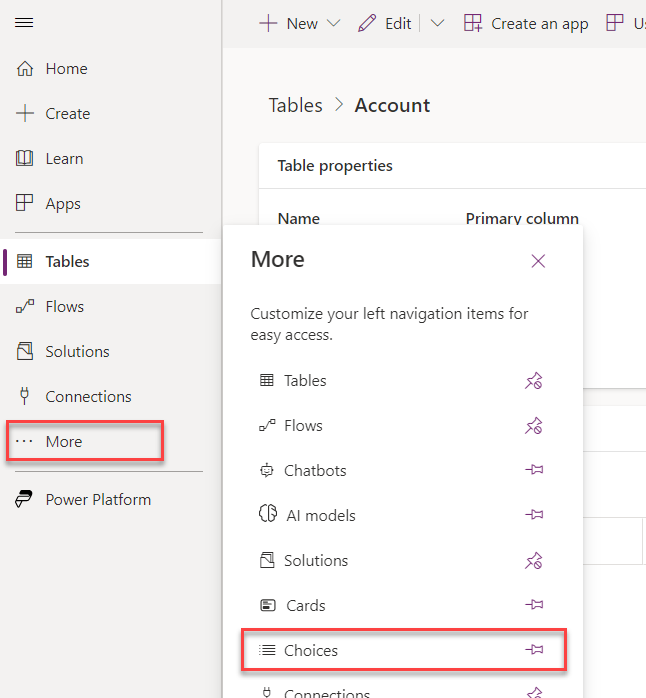 New
Edit
Create an app
Us
Home
Create
Learn
Apps
Tables
Flows
Solutions
Connections
More
Power Platform
Tables > Account
Table properties
Name
Primary column
More
Customize your left navigation items for
easy access.
Tables
Flows
Chatbots
AI models
Solutions
Cards
Choices
Connections